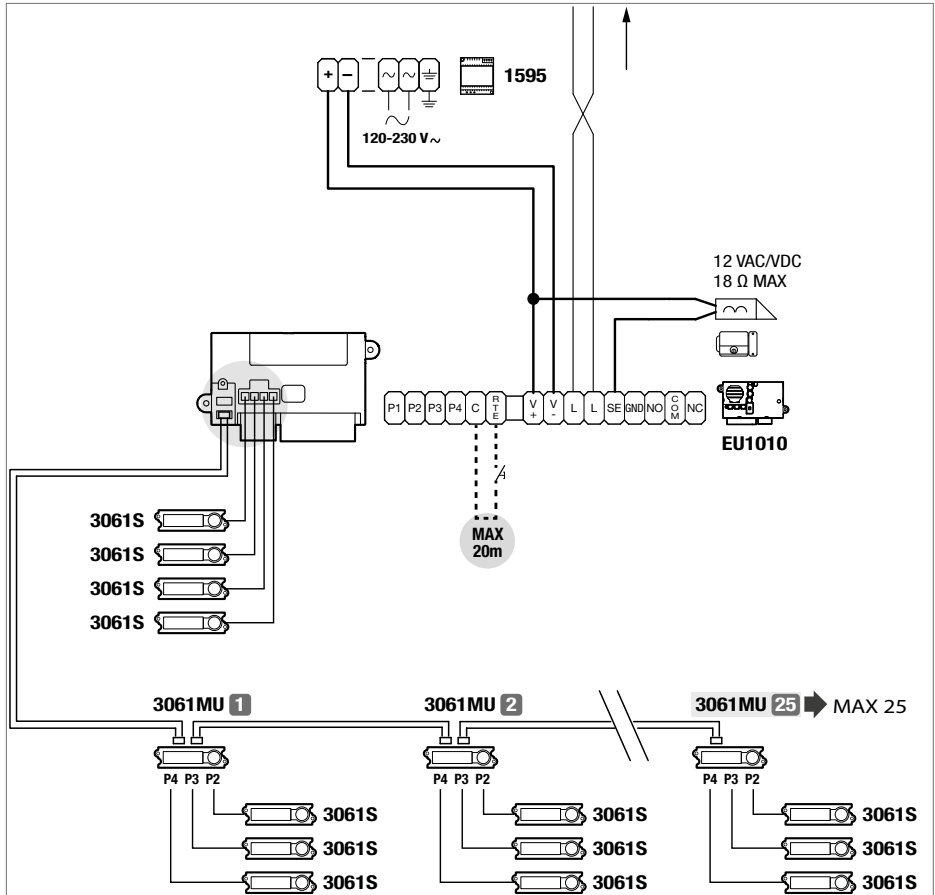 + – ~ ~
1595
120-230 V~
12 VAC/VDC
18 Ω MAX
P1 P2 P3 P4 C RTE V+ V- L L SE GND NO COM NC
EU1010
MAX
20m
3061S
3061S
3061S
3061S
3061MU 1 3061MU 2 3061MU 25 MAX 25
P4 P3 P2 P4 P3 P2 P4 P3 P2
3061S 3061S 3061S
3061S 3061S 3061S
3061S 3061S 3061S